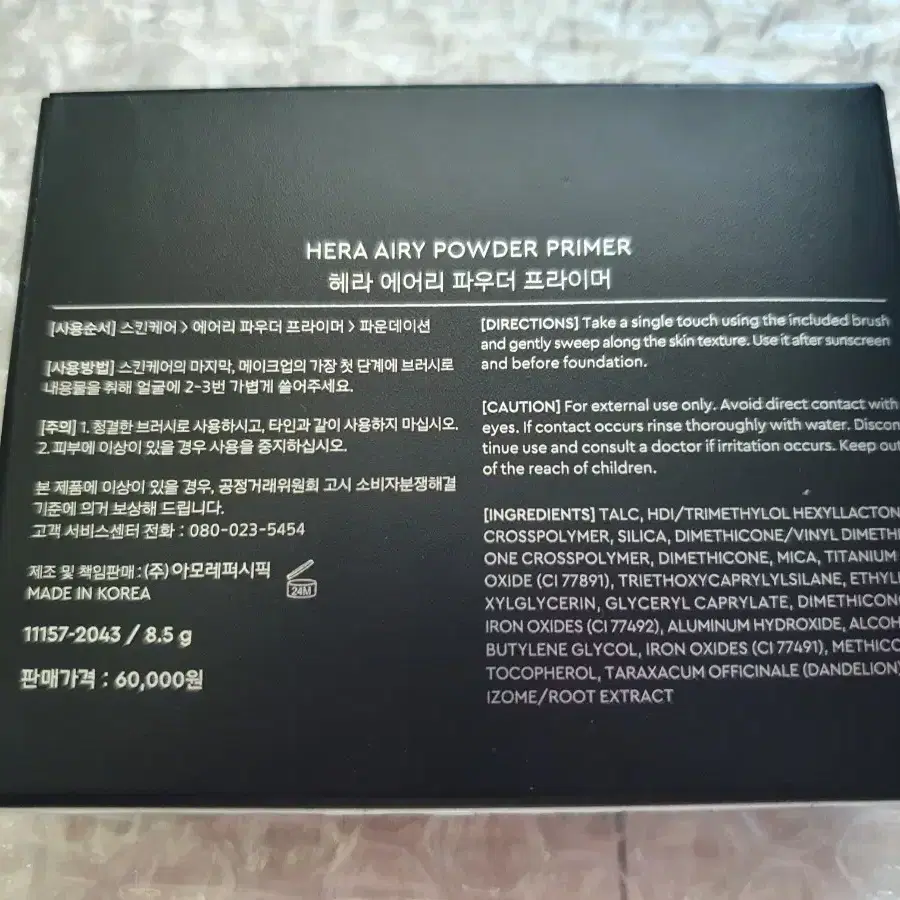 HERA AIRY POWDER PRIMER
헤라 에어리 파우더 프라이머
[사용순서] 스킨케어 > 에어리 파우더 프라이머 > 파운데이션
[사용방법] 스킨케어의 마지막, 메이크업의 가장 첫 단계에 브러시로
내용물을 취해 얼굴에 2-3번 가볍게 쓸어주세요.
[주의] 1. 청결한 브러시로 사용하시고, 타인과 같이 사용하지 마십시오.
2. 피부에 이상이 있을 경우 사용을 중지하십시오.
본 제품에 이상이 있을 경우, 공정거래위원회 고시 소비자분쟁해결
기준에 의거 보상해 드립니다.
고객 서비스센터 전화 : 080-023-5454
제조 및 책임판매 : (주)아모레퍼시픽
24M
MADE IN KOREA
11157-2043 / 8.5 g
판매가격 : 60,000원
[DIRECTIONS] Take a single touch using the included brush
and gently sweep along the skin texture. Use it after sunscreen
and before foundation.
[CAUTION] For external use only. Avoid direct contact with
eyes. If contact occurs rinse thoroughly with water. Discon
tinue use and consult a doctor if irritation occurs. Keep out
of the reach of children.
[INGREDIENTS] TALC, HDI/TRIMETHYLOL HEXYLLACTON
CROSSPOLYMER, SILICA, DIMETHICONE/VINYL DIMETHI
ONE CROSSPOLYMER, DIMETHICONE, MICA, TITANIUM
OXIDE (CI 77891), TRIETHOXYCAPRYLYLSILANE, ETHYL
XYLGLYCERIN, GLYCERYL CAPRYLATE, DIMETHICON
IRON OXIDES (CI 77492), ALUMINUM HYDROXIDE, ALCOH
BUTYLENE GLYCOL, IRON OXIDES (CI 77491), METHICO
TOCOPHEROL, TARAXACUM OFFICINALE (DANDELION)
IZOME/ROOT EXTRACT